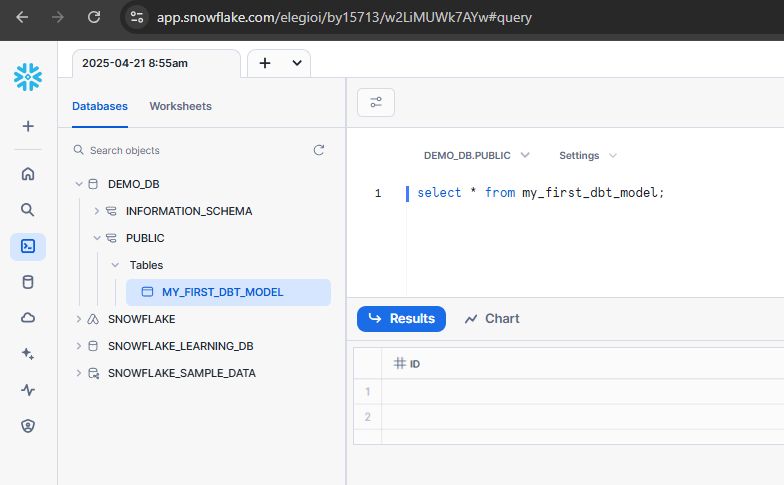 app.snowflake.com/elegioi/by15713/w2LiMUWk7AYw#query
2025-04-21 8:55am
Databases Worksheets
Search objects
DEMO_DB
INFORMATION_SCHEMA
PUBLIC
Tables
MY_FIRST_DBT_MODEL
SNOWFLAKE
SNOWFLAKE_LEARNING_DB
SNOWFLAKE_SAMPLE_DATA
DEMO_DB.PUBLIC Settings
1 select * from my_first_dbt_model;
Results Chart
# ID
1
2